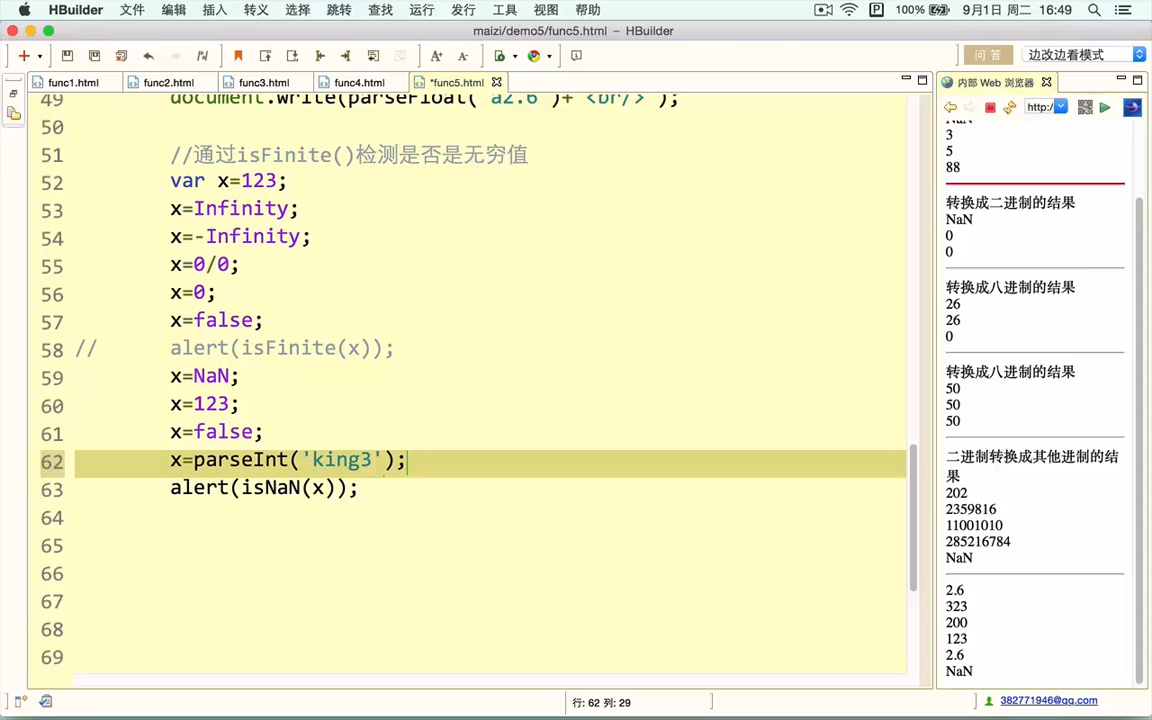 HBuilder 文件 编辑 插入 转义 选择 跳转 查找 运行 发行 工具 视图 帮助 100% 9月1日 周二 16:49
maizi/demo5/func5.html – HBuilder
问 答 边改边看模式
func1.html func2.html func3.html func4.html *func5.html 内部 Web 浏览器
http:/
49 document.write(parseFloat('a2.6')+'<br/>');
50
51 //通过isFinite()检测是否是无穷值
52 var x=123;
53 x=Infinity;
54 x=-Infinity;
55 x=0/0;
56 x=0;
57 x=false;
58 // alert(isFinite(x));
59 x=NaN;
60 x=123;
61 x=false;
62 x=parseInt('king3');
63 alert(isNaN(x));
64
65
66
67
68
69
NaN
3
5
88
转换成二进制的结果
NaN
0
0
转换成八进制的结果
26
26
0
转换成八进制的结果
50
50
50
二进制转换成其他进制的结
果
202
2359816
11001010
285216784
NaN
2.6
323
200
123
2.6
NaN
行: 62 列: 29
382771946@qq.com